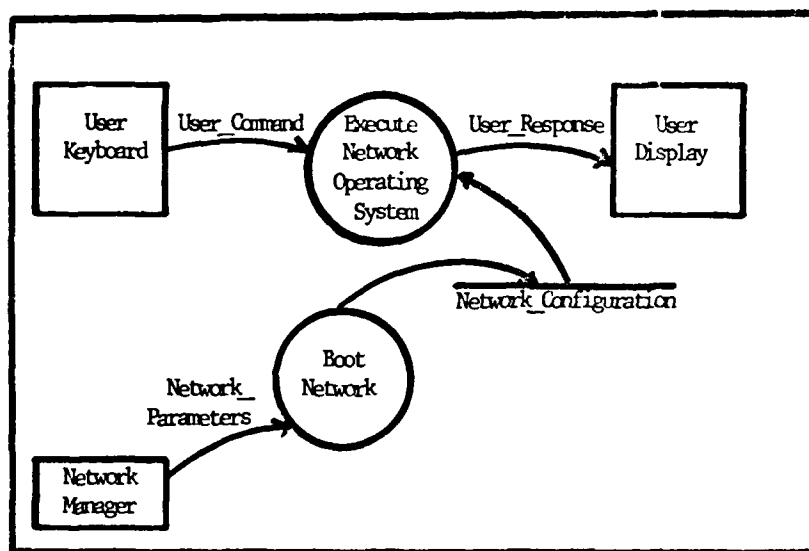 User
Keyboard
User_Command
Execute
Network
Operating
System
User_Response
User
Display
Network_Configuration
Boot
Network
Network_
Parameters
Network
Manager